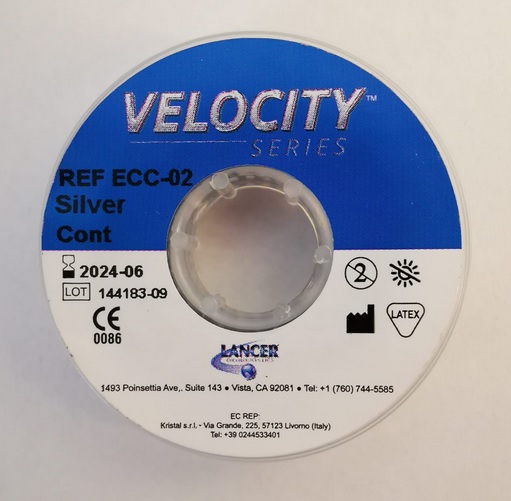 VELOCITY™
SERIES
REF ECC-02
Silver
Cont
2024-06
LOT 144183-09
CE
0086
2
LATEX
LANCER
ORTHODONTICS
1493 Poinsettia Ave,. Suite 143 • Vista, CA 92081 • Tel: +1 (760) 744-5585
EC REP:
Kristal s.r.l. - Via Grande, 225, 57123 Livorno (Italy)
Tel: +39 0244533401